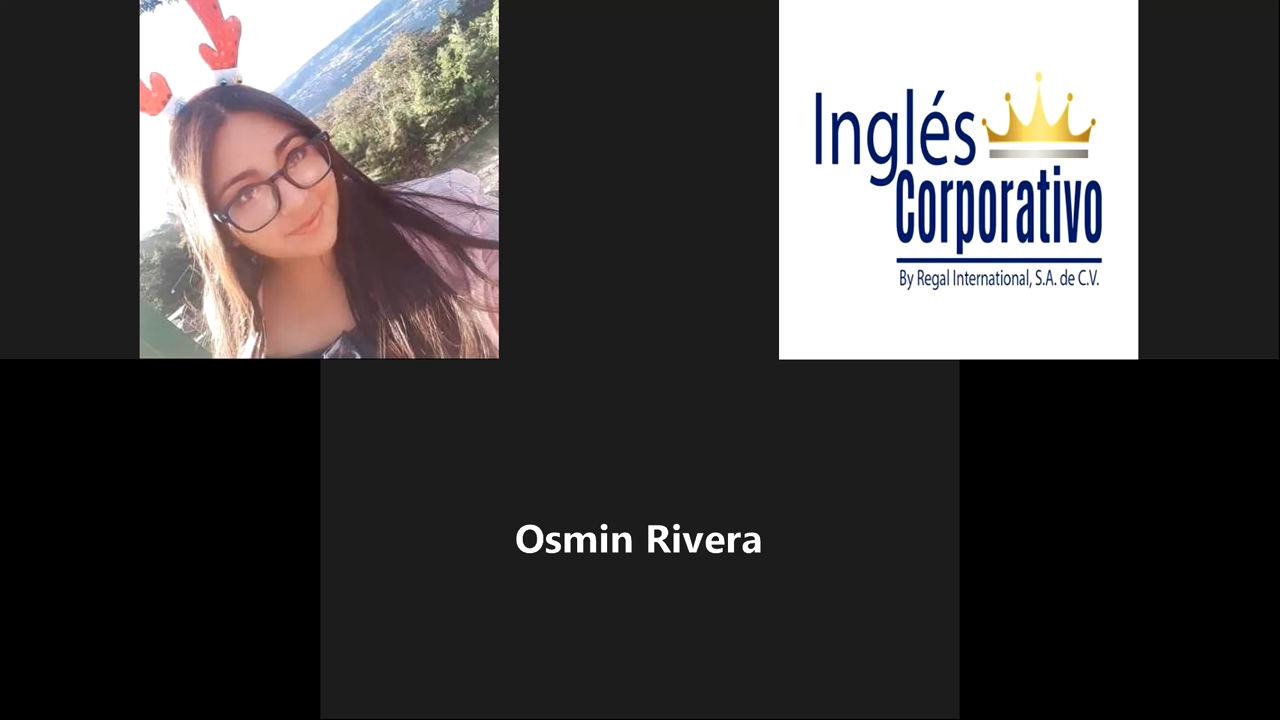 Inglés
Corporativo
By Regal International, S.A. de C.V.
Osmin Rivera